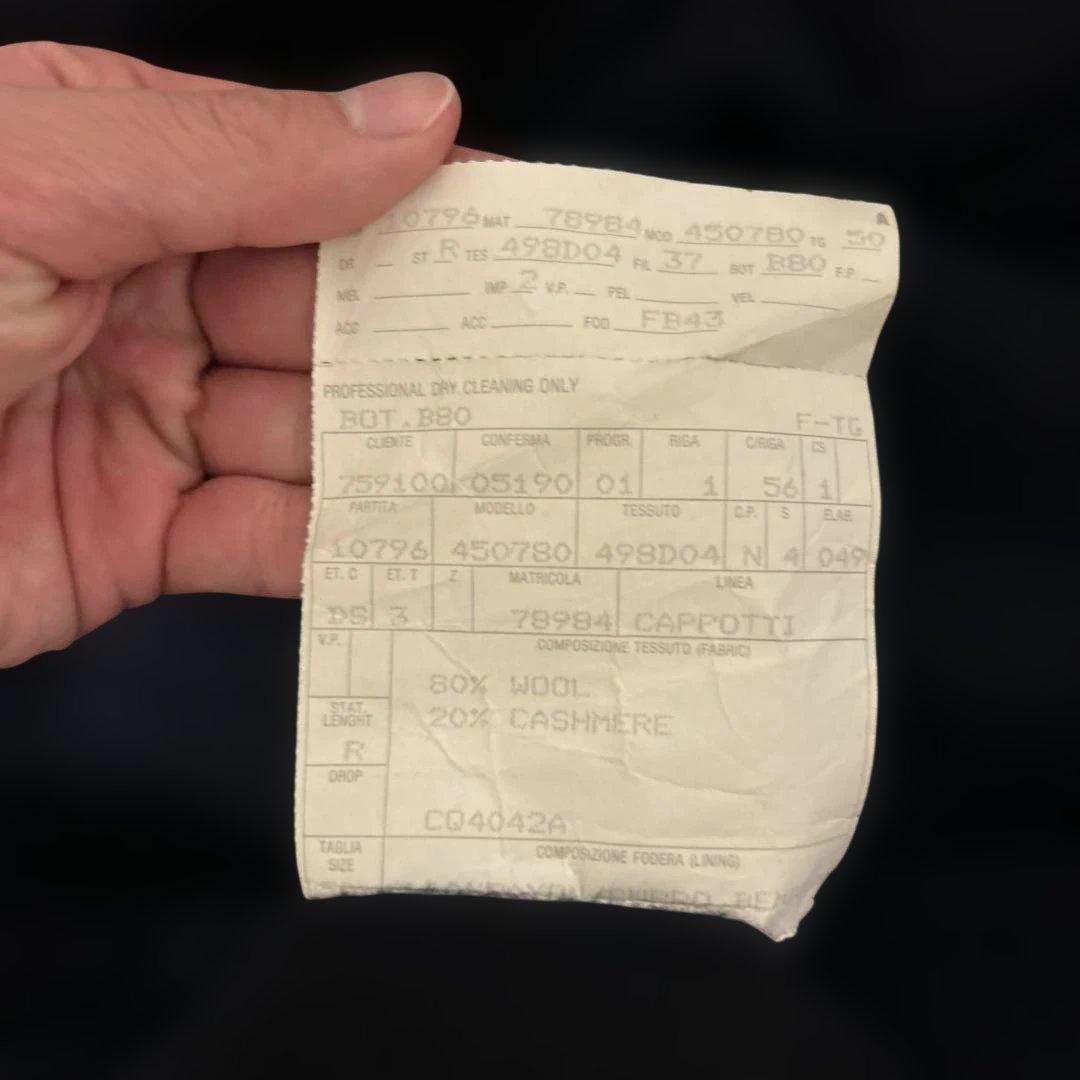 10796 MAT 78984 MOD 450780 TG 50 A
DR ST R TES 498D04 FIL 37 BOT B80 F.P.
MEL IMP 2 V.P. PEL VEL
ACC ACC FOD FB43
PROFESSIONAL DRY CLEANING ONLY
BOT.B80 F-TG
CLIENTE CONFERMA PROGR. RIGA C/RIGA CS
759100 05190 01 1 56 1
PARTITA MODELLO TESSUTO C.P. S ELAB.
10796 450780 498D04 N 4 049
ET. C ET. T Z MATRICOLA LINEA
DS 3 78984 CAPPOTTI
V.P. COMPOSIZIONE TESSUTO (FABRIC)
80% WOOL
STAT. 20% CASHMERE
LENGHT
R
DROP
CQ4042A
TAGLIA COMPOSIZIONE FODERA (LINING)
SIZE